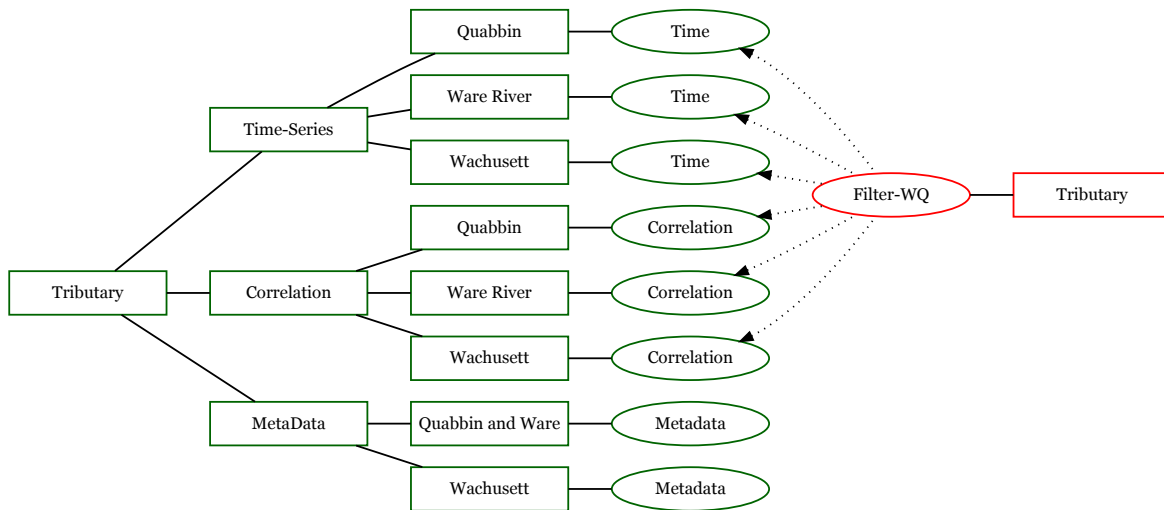 Quabbin
Time
Ware River
Time
Time-Series
Wachusett
Time
Filter-WQ
Tributary
Quabbin
Correlation
Tributary
Correlation
Ware River
Correlation
Wachusett
Correlation
MetaData
Quabbin and Ware
Metadata
Wachusett
Metadata